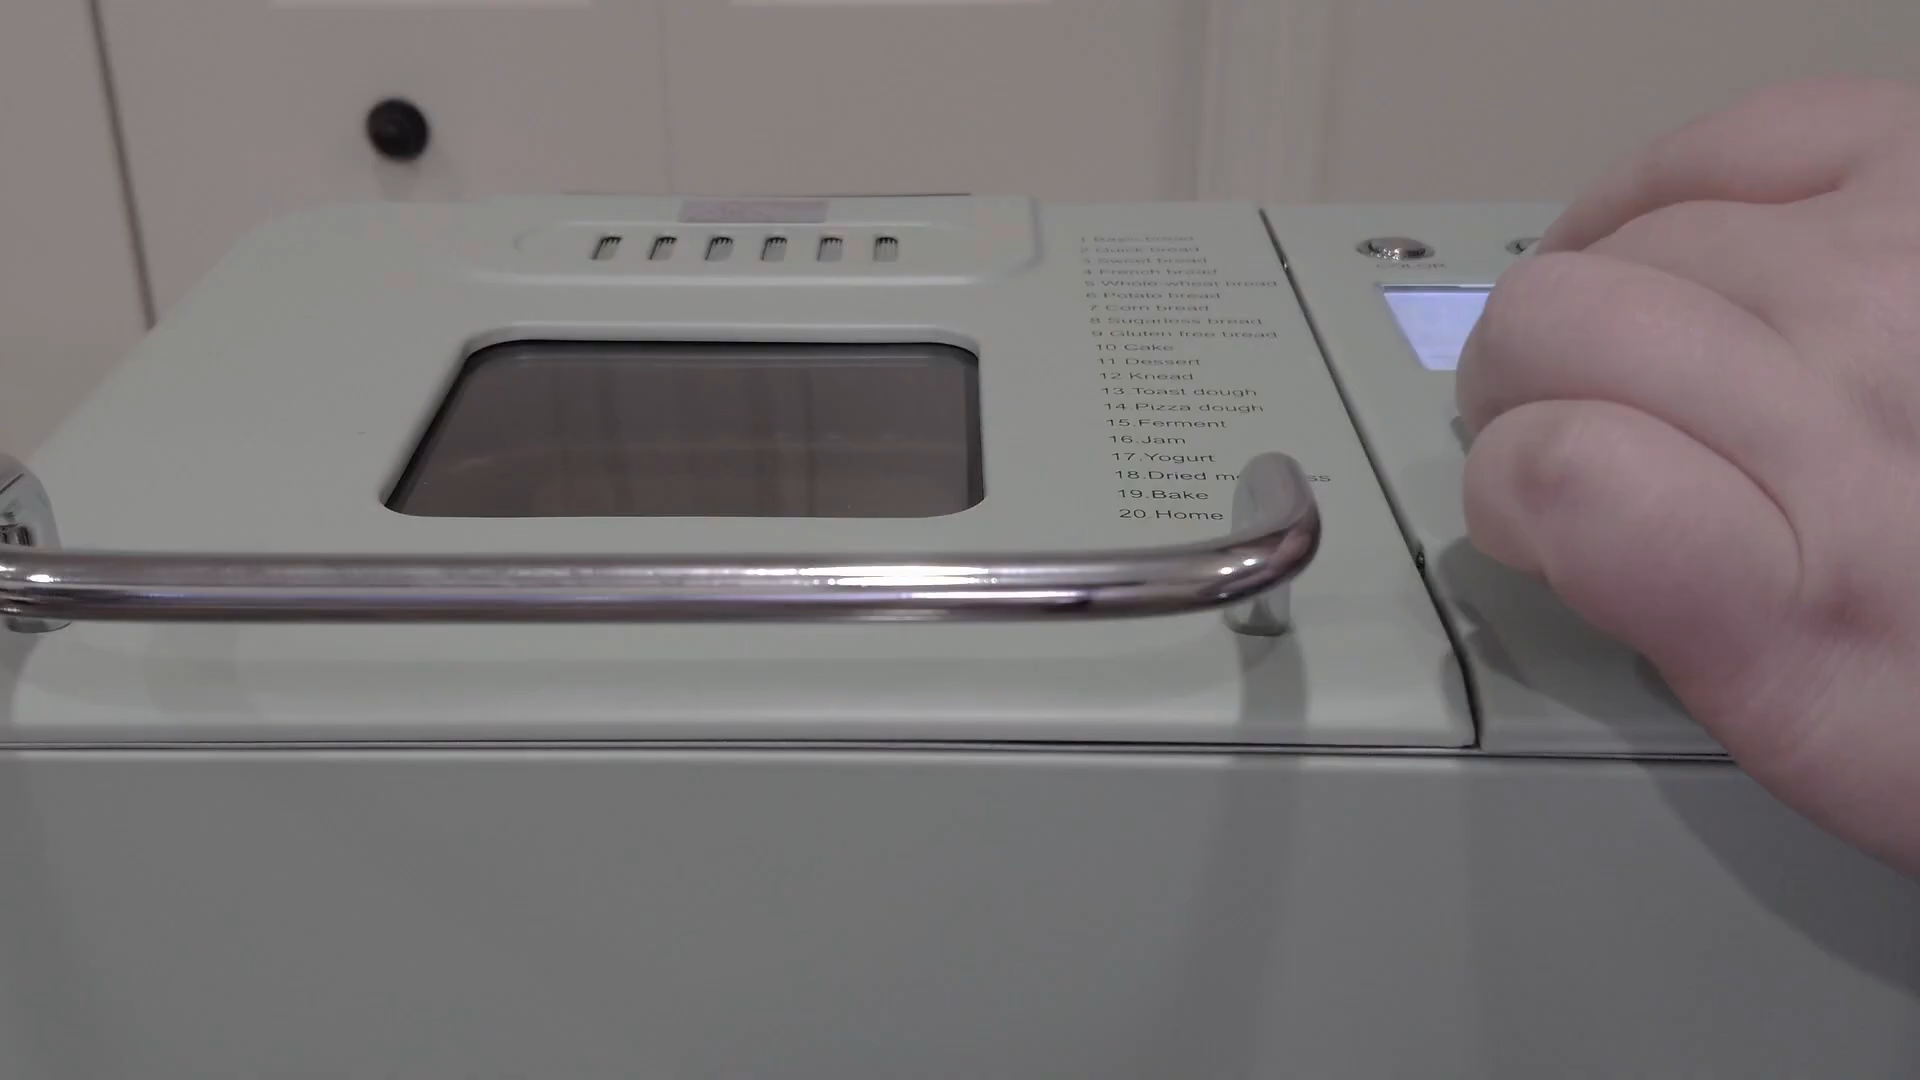 1 Basic bread
2 Quick bread
3 Sweet bread
4 French bread
5 Whole-wheat bread
6 Potato bread
7 Corn bread
8 Sugarless bread
9 Gluten free bread
10 Cake
11 Dessert
12 Knead
13.Toast dough
14.Pizza dough
15.Ferment
16.Jam
17.Yogurt
18.Dried
19.Bake
20 Home
COLOR